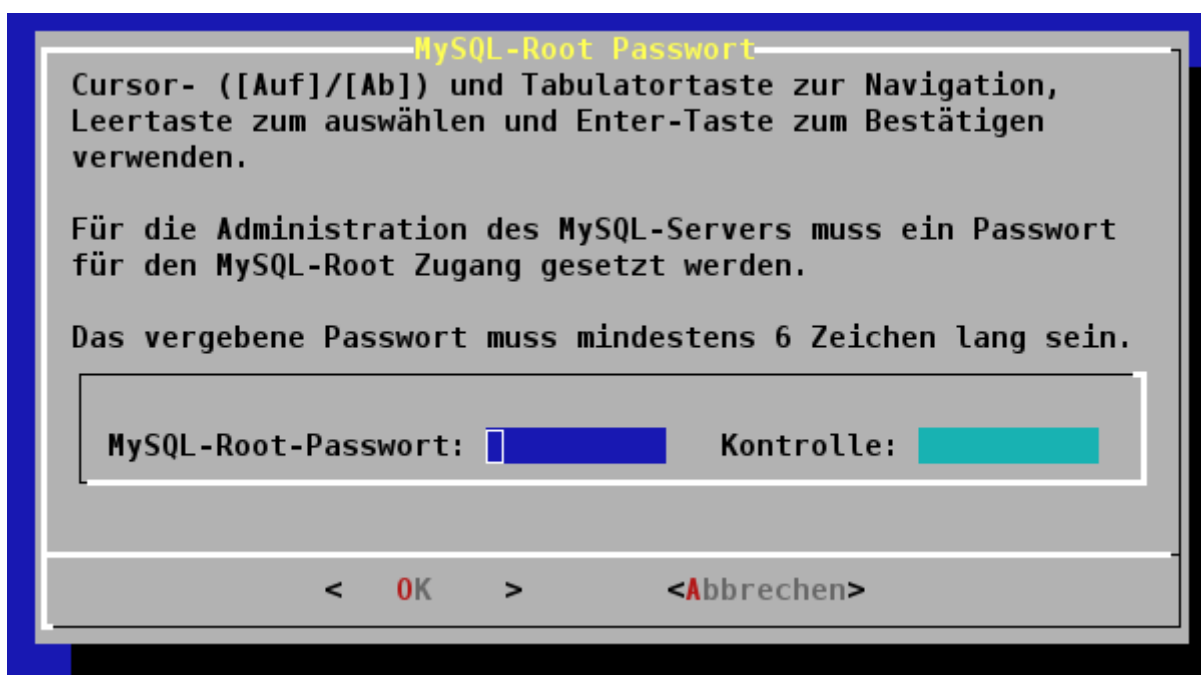 MySQL-Root Passwort
Cursor- ([Auf]/[Ab]) und Tabulatortaste zur Navigation,
Leertaste zum auswählen und Enter-Taste zum Bestätigen
verwenden.
Für die Administration des MySQL-Servers muss ein Passwort
für den MySQL-Root Zugang gesetzt werden.
Das vergebene Passwort muss mindestens 6 Zeichen lang sein.
MySQL-Root-Passwort: Kontrolle:
< OK > <Abbrechen>